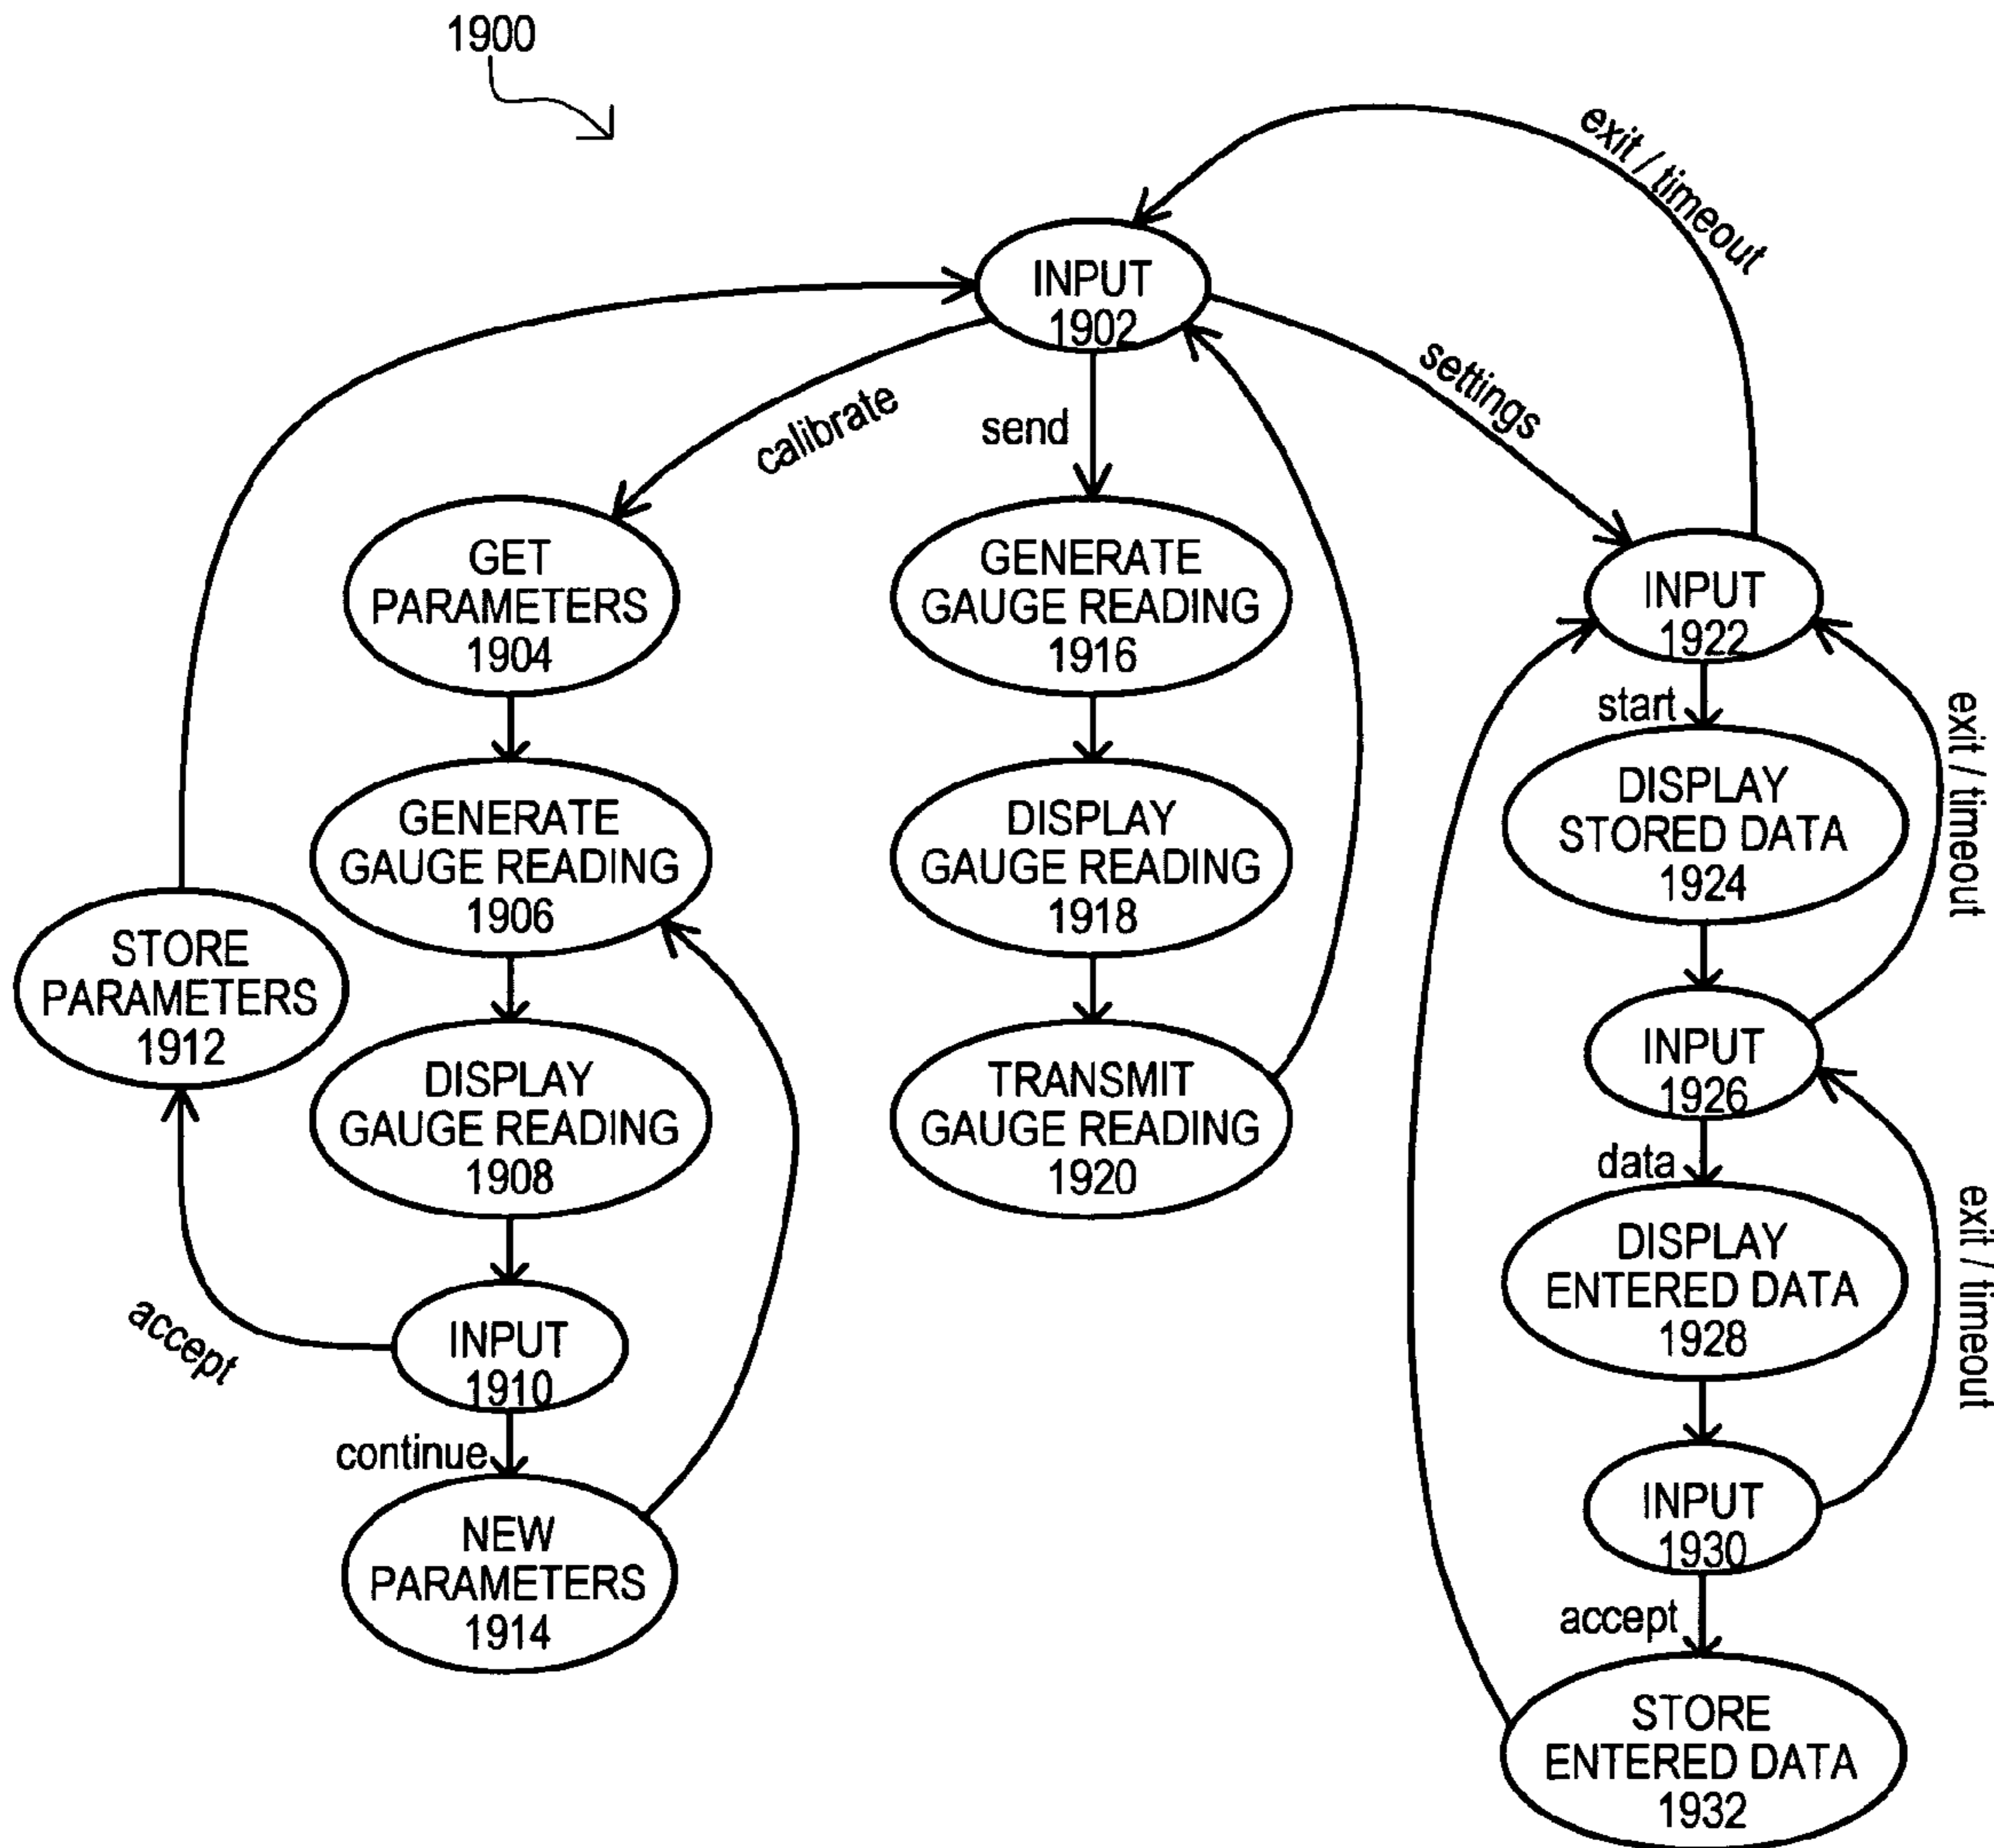 1900
exit / timeout
INPUT
1902
calibrate
send
settings
GET
PARAMETERS
1904
GENERATE
GAUGE READING
1916
INPUT
1922
start
exit / timeout
GENERATE
GAUGE READING
1906
DISPLAY
GAUGE READING
1918
DISPLAY
STORED DATA
1924
STORE
PARAMETERS
1912
DISPLAY
GAUGE READING
1908
TRANSMIT
GAUGE READING
1920
INPUT
1926
data
exit / timeout
DISPLAY
ENTERED DATA
1928
accept
INPUT
1910
continue
NEW
PARAMETERS
1914
INPUT
1930
accept
STORE
ENTERED DATA
1932